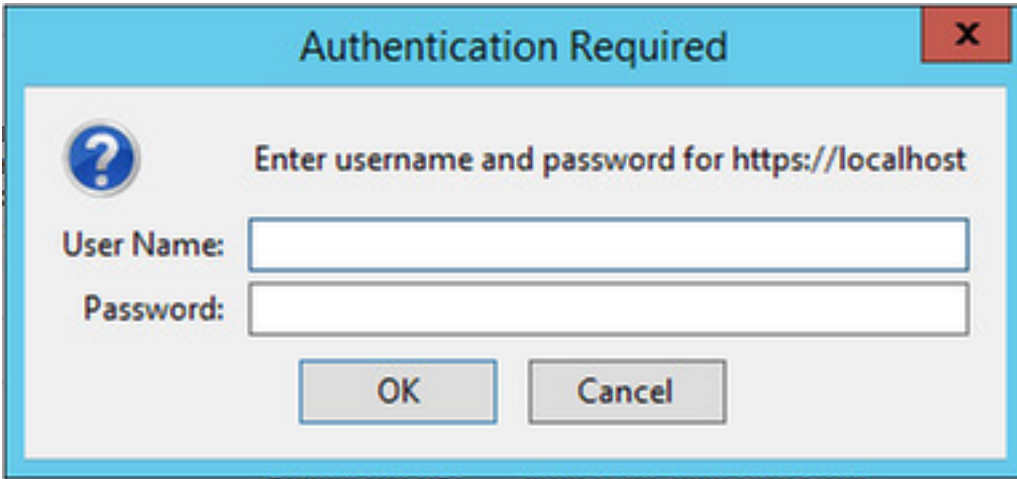 Authentication Required
x
Enter username and password for https://localhost
User Name:
Password:
OK Cancel